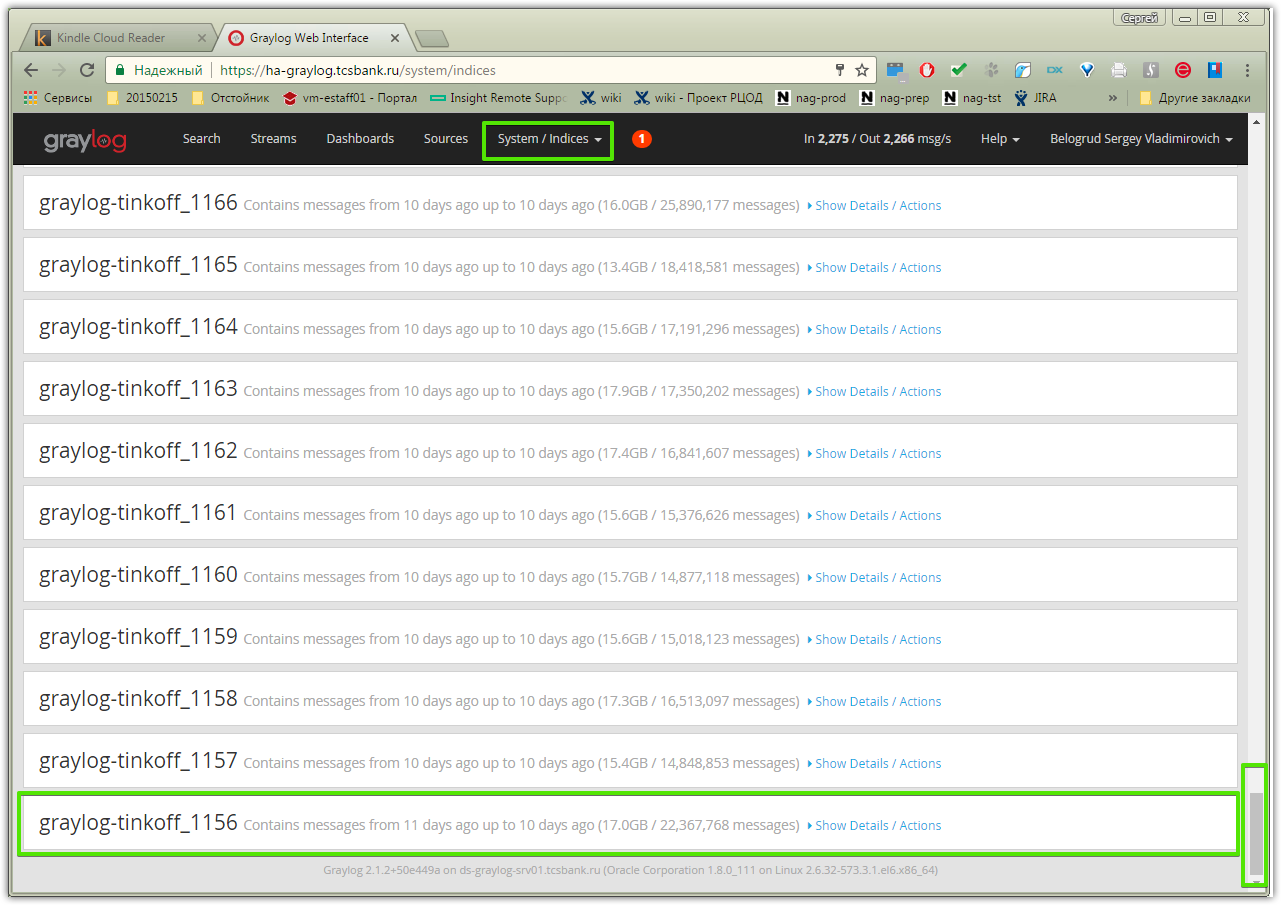 Сергей
Kindle Cloud Reader
Graylog Web Interface
Надежный https://ha-graylog.tcsbank.ru/system/indices
Сервисы 20150215 Отстойник vm-estaff01 - Портал Insight Remote Suppo wiki wiki - Проект РЦОД nag-prod nag-prep nag-tst JIRA » Другие закладки
graylog Search Streams Dashboards Sources System / Indices 1 In 2,275 / Out 2,266 msg/s Help Belogrud Sergey Vladimirovich
graylog-tinkoff_1166 Contains messages from 10 days ago up to 10 days ago (16.0GB / 25,890,177 messages) Show Details / Actions
graylog-tinkoff_1165 Contains messages from 10 days ago up to 10 days ago (13.4GB / 18,418,581 messages) Show Details / Actions
graylog-tinkoff_1164 Contains messages from 10 days ago up to 10 days ago (15.6GB / 17,191,296 messages) Show Details / Actions
graylog-tinkoff_1163 Contains messages from 10 days ago up to 10 days ago (17.9GB / 17,350,202 messages) Show Details / Actions
graylog-tinkoff_1162 Contains messages from 10 days ago up to 10 days ago (17.4GB / 16,841,607 messages) Show Details / Actions
graylog-tinkoff_1161 Contains messages from 10 days ago up to 10 days ago (15.6GB / 15,376,626 messages) Show Details / Actions
graylog-tinkoff_1160 Contains messages from 10 days ago up to 10 days ago (15.7GB / 14,877,118 messages) Show Details / Actions
graylog-tinkoff_1159 Contains messages from 10 days ago up to 10 days ago (15.6GB / 15,018,123 messages) Show Details / Actions
graylog-tinkoff_1158 Contains messages from 10 days ago up to 10 days ago (17.3GB / 16,513,097 messages) Show Details / Actions
graylog-tinkoff_1157 Contains messages from 10 days ago up to 10 days ago (15.4GB / 14,848,853 messages) Show Details / Actions
graylog-tinkoff_1156 Contains messages from 11 days ago up to 10 days ago (17.0GB / 22,367,768 messages) Show Details / Actions
Graylog 2.1.2+50e449a on ds-graylog-srv01.tcsbank.ru (Oracle Corporation 1.8.0_111 on Linux 2.6.32-573.3.1.el6.x86_64)